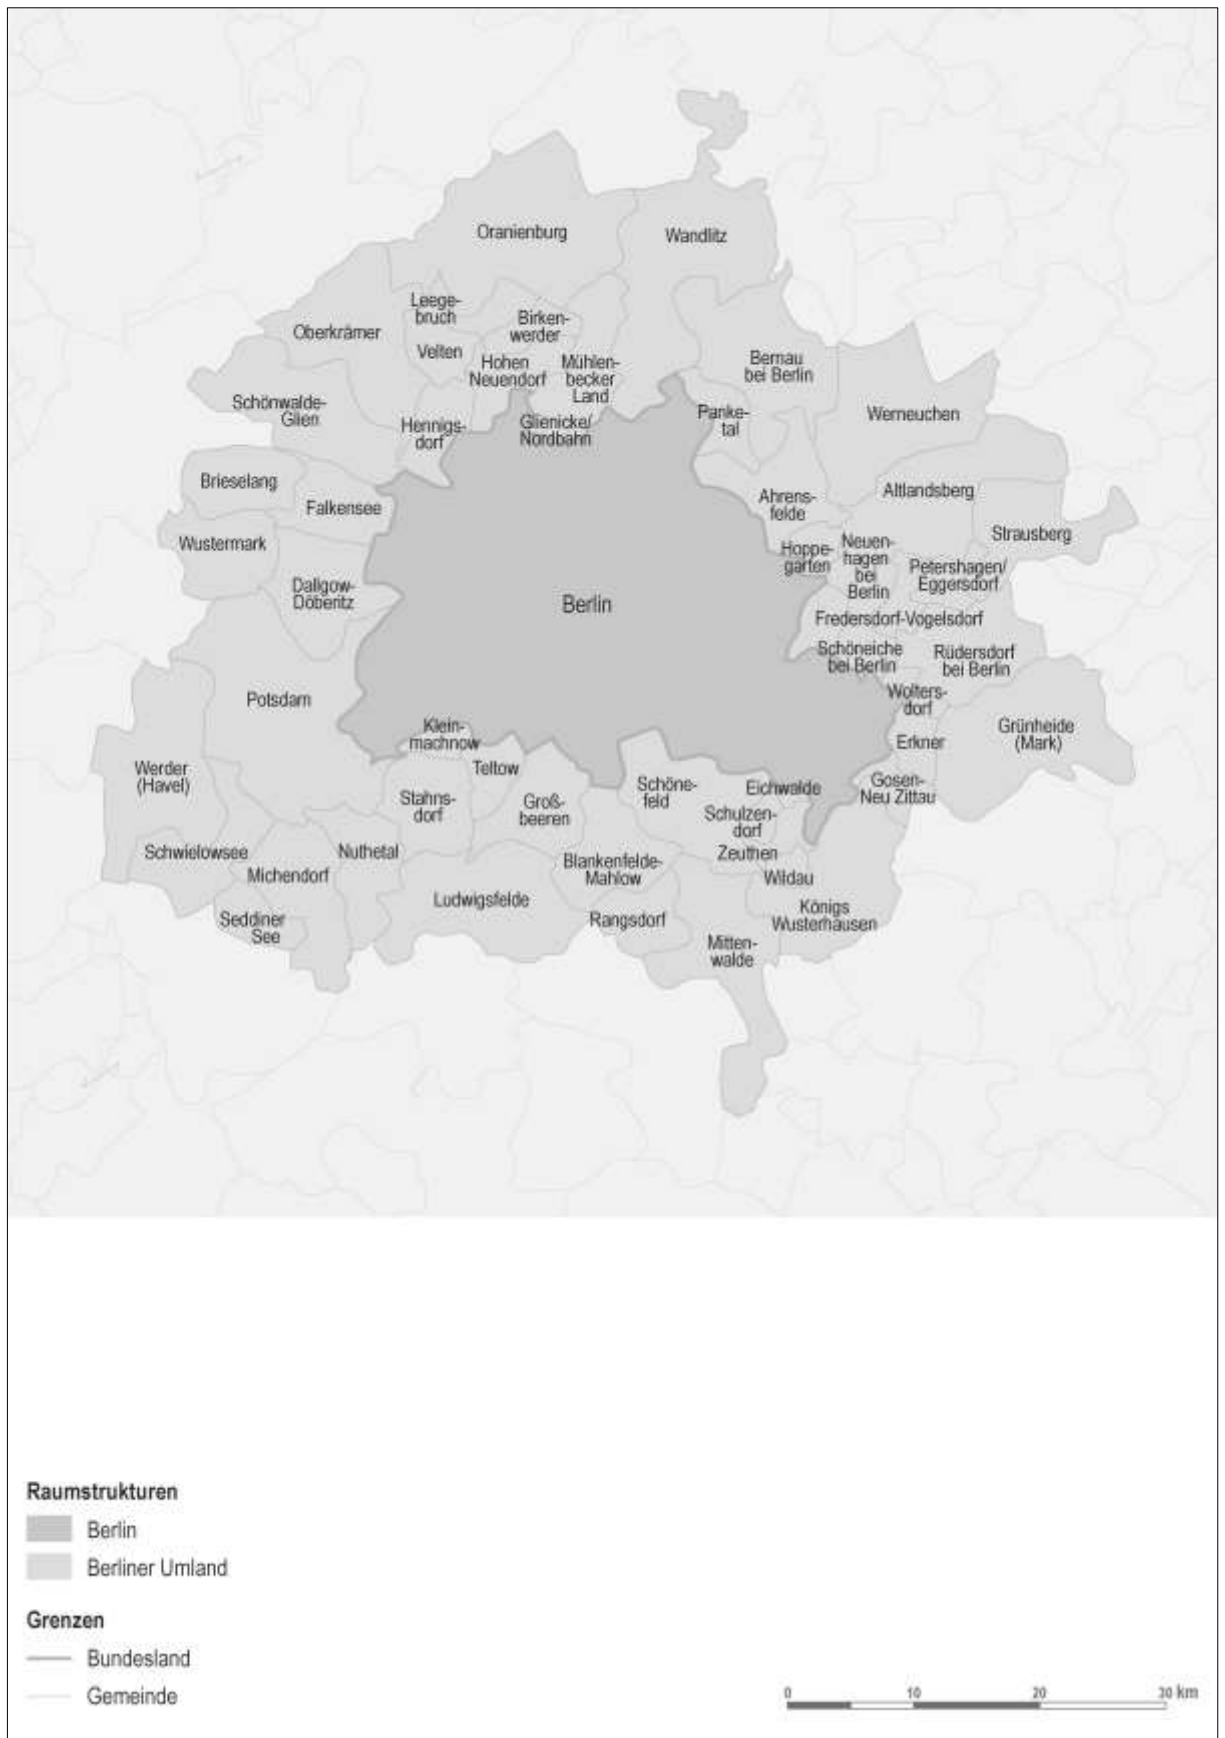 Oranienburg
Wandlitz
Leege-
bruch
Birken-
werder
Oberkrämer
Velten
Hohen
Neuendorf
Mühlen-
becker
Land
Bernau
bei Berlin
Schönwalde-
Glien
Hennigs-
dorf
Glienicke/
Nordbahn
Panke-
tal
Werneuchen
Brieselang
Falkensee
Ahrens-
felde
Altlandsberg
Wustermark
Strausberg
Hoppe-
garten
Neuen-
hagen
bei
Berlin
Petershagen/
Eggersdorf
Dallgow-
Döberitz
Berlin
Fredersdorf-Vogelsdorf
Schöneiche
bei Berlin
Rüdersdorf
bei Berlin
Potsdam
Wolters-
dorf
Klein-
machnow
Grünheide
(Mark)
Erkner
Werder
(Havel)
Teltow
Schöne-
feld
Eichwalde
Gosen-
Neu Zittau
Stahns-
dorf
Groß-
beeren
Schulzen-
dorf
Schwielowsee
Nuthetal
Zeuthen
Michendorf
Blankenfelde-
Mahlow
Wildau
Ludwigsfelde
Seddiner
See
Rangsdorf
Königs
Wusterhausen
Mitten-
walde
Raumstrukturen
Berlin
Berliner Umland
Grenzen
Bundesland
Gemeinde
0 10 20 30 km